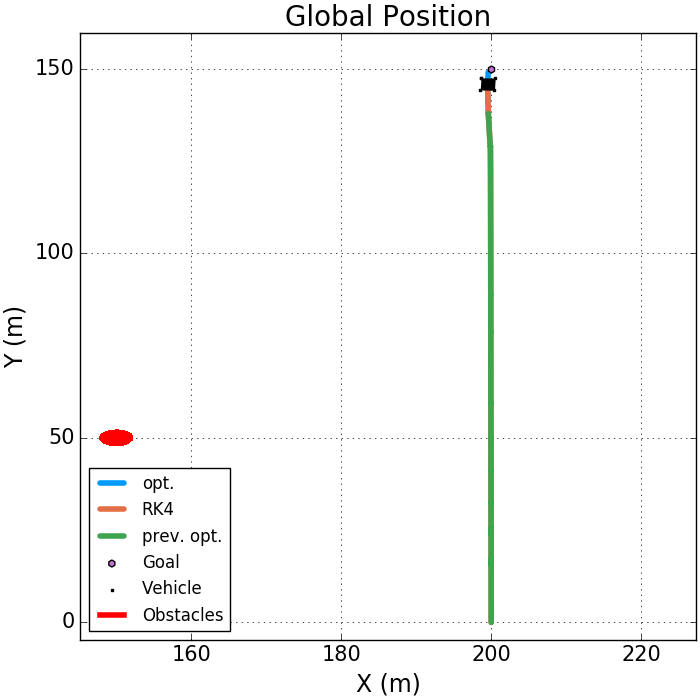 Global Position
150
100
50
0
Y (m)
opt.
RK4
prev. opt.
Goal
Vehicle
Obstacles
160 180 200 220
X (m)